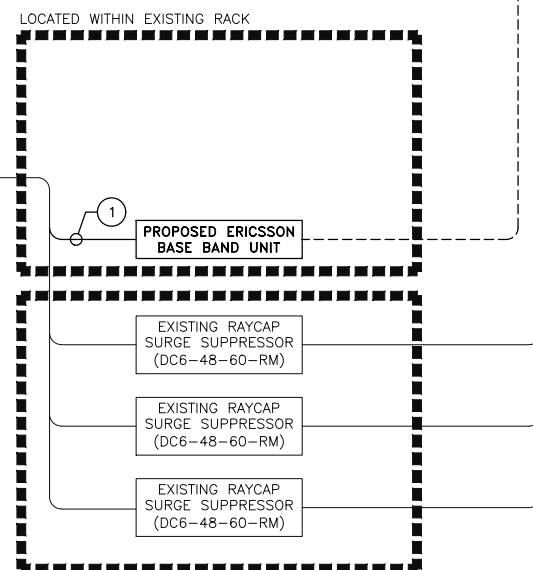 LOCATED WITHIN EXISTING RACK
1
PROPOSED ERICSSON
BASE BAND UNIT
EXISTING RAYCAP
SURGE SUPPRESSOR
(DC6-48-60-RM)
EXISTING RAYCAP
SURGE SUPPRESSOR
(DC6-48-60-RM)
EXISTING RAYCAP
SURGE SUPPRESSOR
(DC6-48-60-RM)